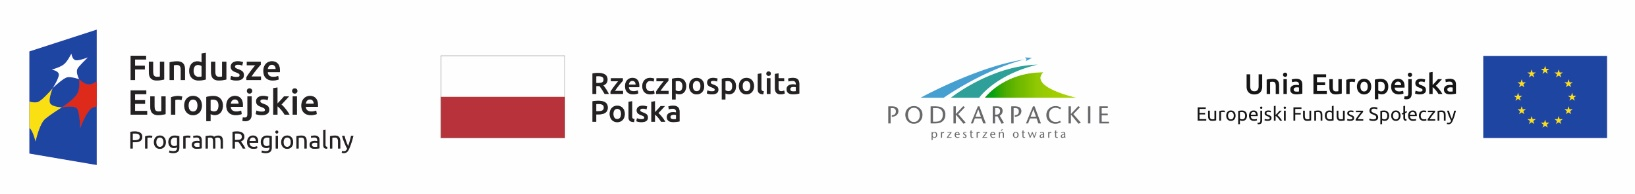 Fundusze
Europejskie
Program Regionalny
Rzeczpospolita
Polska
PODKARPACKIE
przestrzeń otwarta
Unia Europejska
Europejski Fundusz Społeczny